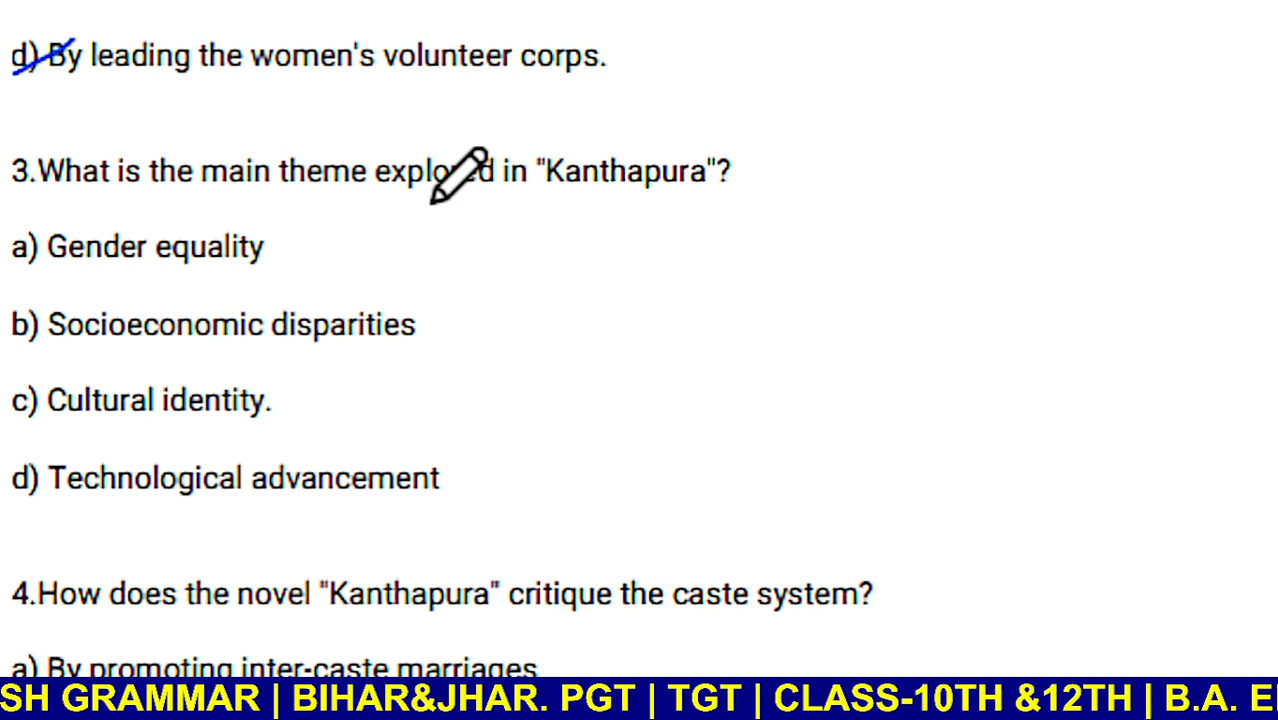 d) By leading the women's volunteer corps.
3.What is the main theme explored in "Kanthapura"?
a) Gender equality
b) Socioeconomic disparities
c) Cultural identity.
d) Technological advancement
4.How does the novel "Kanthapura" critique the caste system?
a) By promoting inter-caste marriages
SH GRAMMAR | BIHAR&JHAR. PGT | TGT | CLASS-10TH &12TH | B.A. E